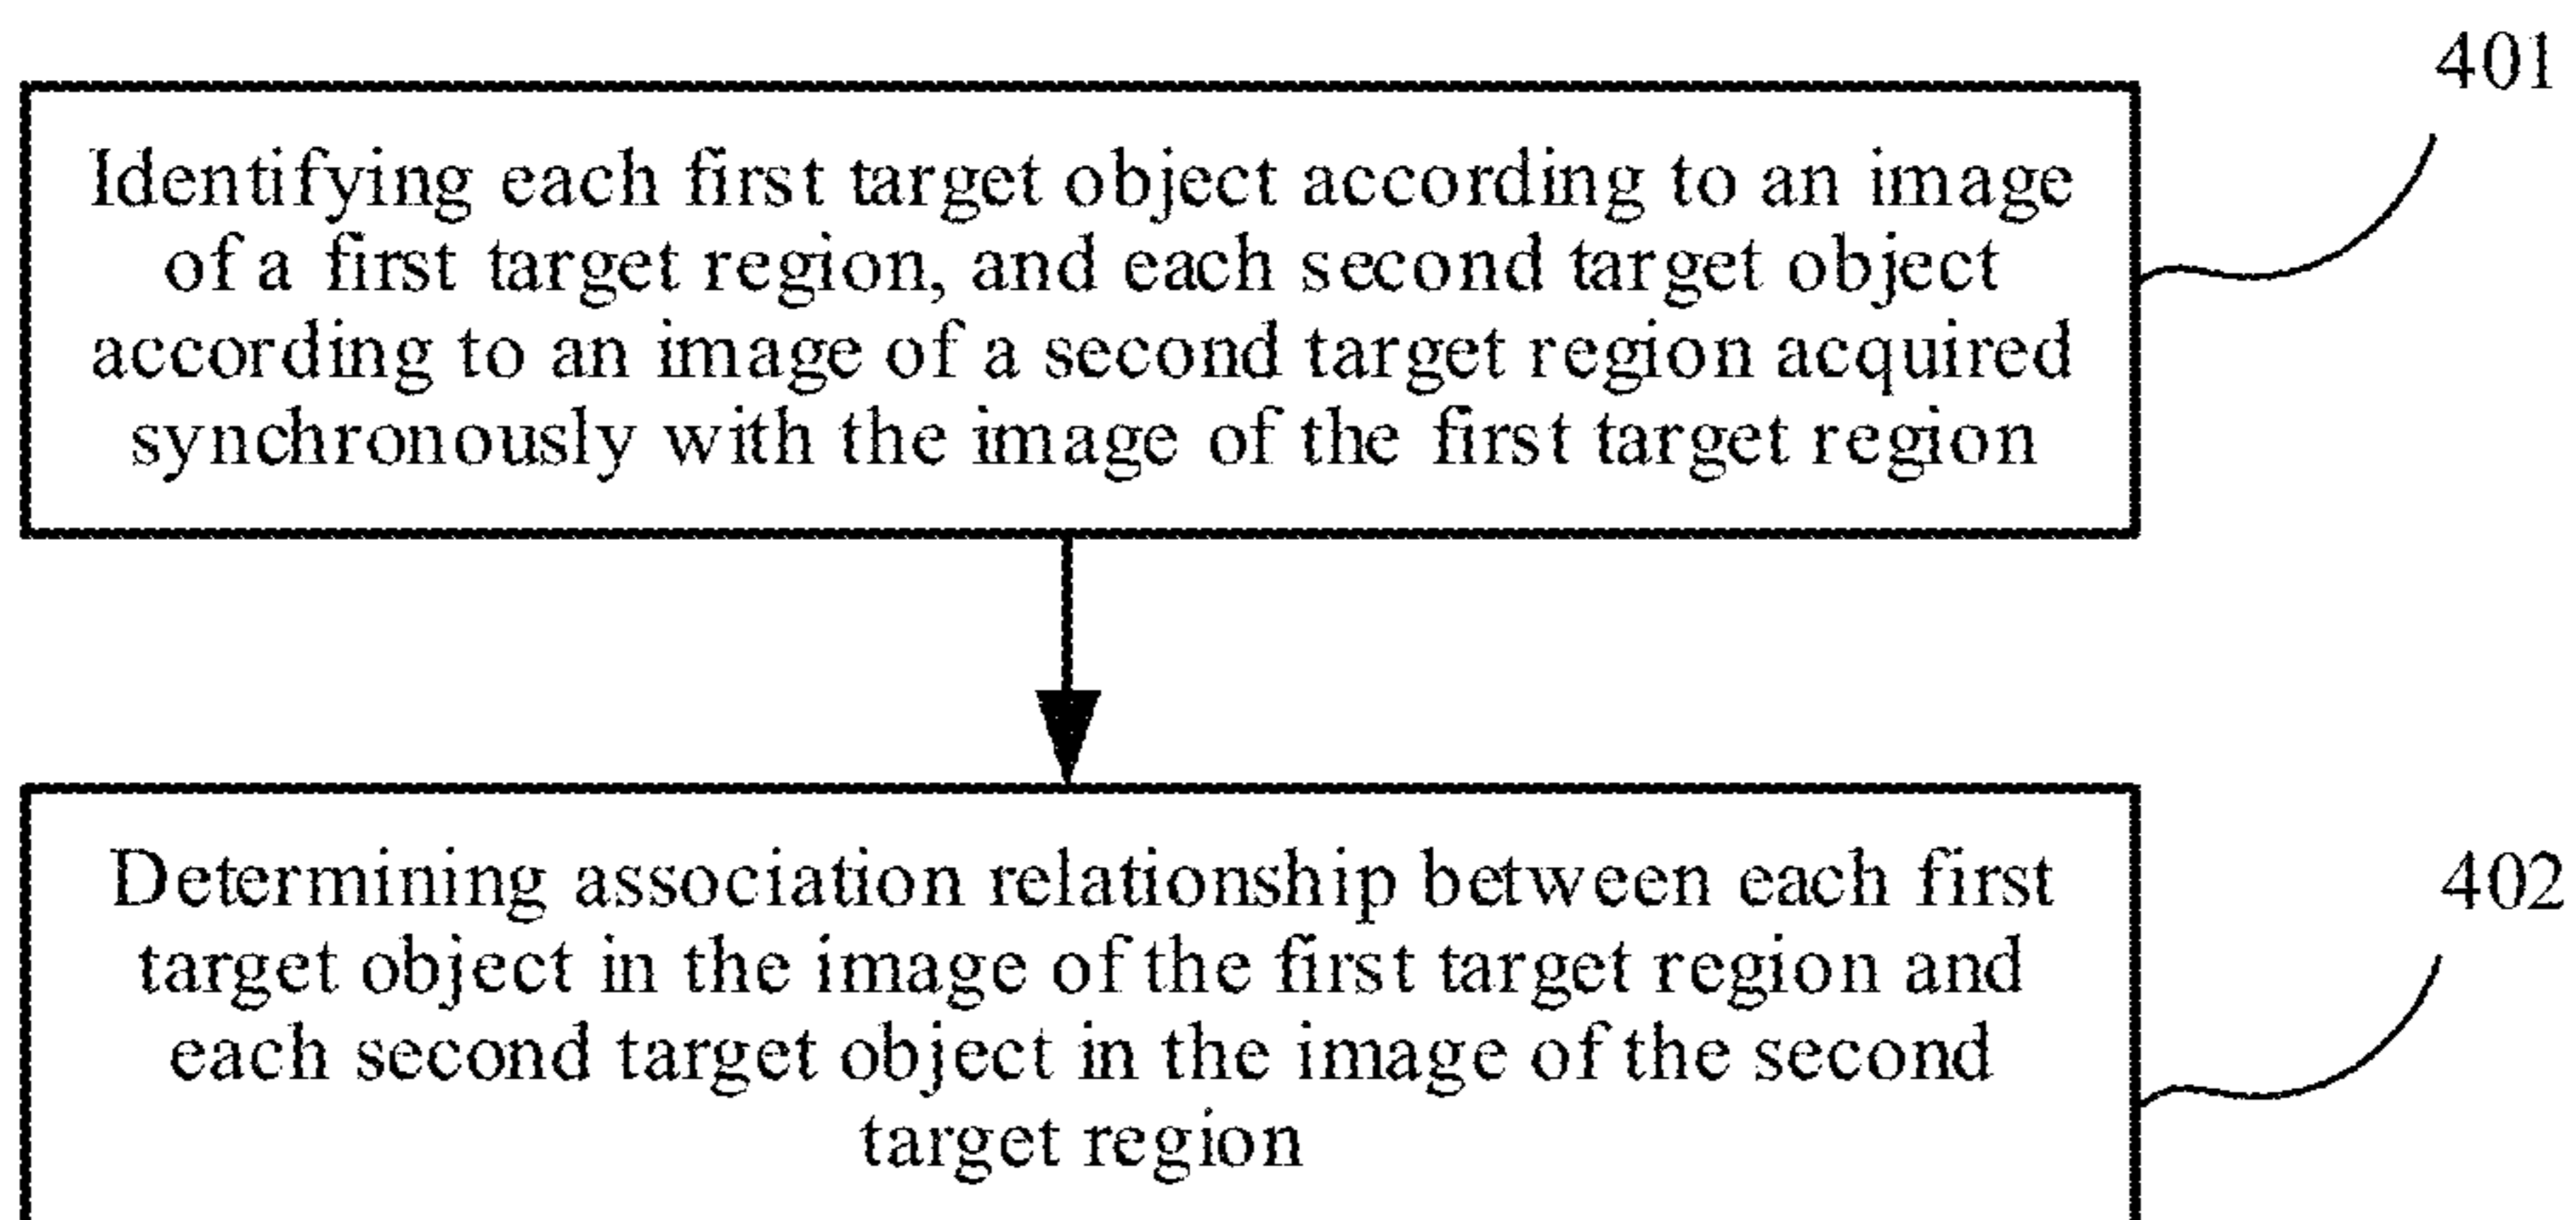 401
Identifying each first target object according to an image
of a first target region, and each second target object
according to an image of a second target region acquired
synchronously with the image of the first target region
402
Determining association relationship between each first
target object in the image of the first target region and
each second target object in the image of the second
target region